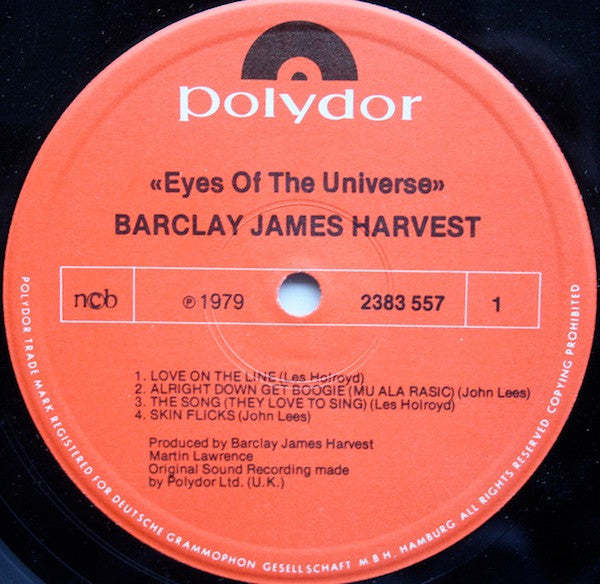 polydor
«Eyes Of The Universe»
BARCLAY JAMES HARVEST
ncb
℗ 1979
2383 557
1
1. LOVE ON THE LINE (Les Holroyd)
2. ALRIGHT DOWN GET BOOGIE (MU ALA RASIC) (John Lees)
3. THE SONG (THEY LOVE TO SING) (Les Holroyd)
4. SKIN FLICKS (John Lees)
Produced by Barclay James Harvest
Martin Lawrence
Original Sound Recording made
by Polydor Ltd. (U.K.)
POLYDOR TRADE MARK REGISTERED FOR DEUTSCHE GRAMMOPHON GESELLSCHAFT M B H, HAMBURG ALL RIGHTS RESERVED COPYING PROHIBITED